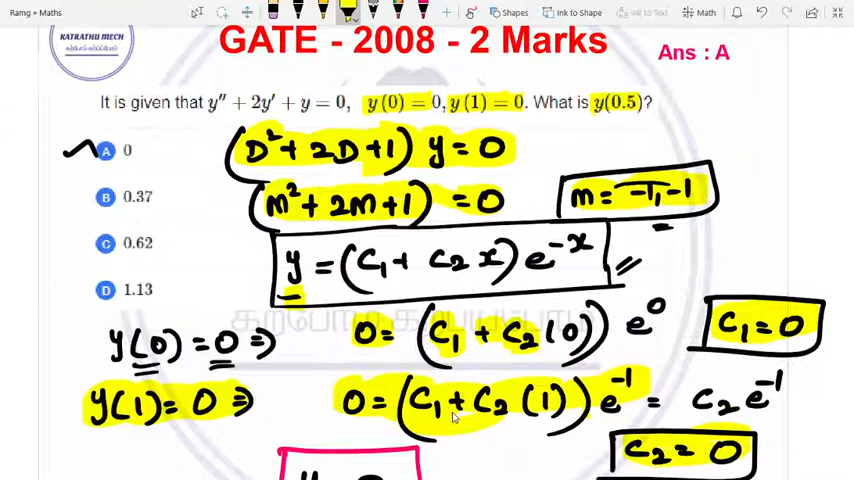 Ramg » Maths
Shapes
Ink to Shape
Ink to Text
Math
KATRATHU MECH
GATE - 2008 - 2 Marks
Ans : A
It is given that y'' + 2y' + y = 0, y (0) = 0, y (1) = 0. What is y(0.5)?
A 0
B 0.37
C 0.62
D 1.13
(D² + 2D + 1) y = 0
(m² + 2m + 1) = 0
m = -1, -1
y = (C₁ + C₂ x) e^-x
y(0) = 0 ⇒ 0 = (C₁ + C₂ (0)) e⁰
C₁ = 0
y(1) = 0 ⇒ 0 = (C₁ + C₂ (1)) e^-1 = C₂ e^-1
C₂ = 0